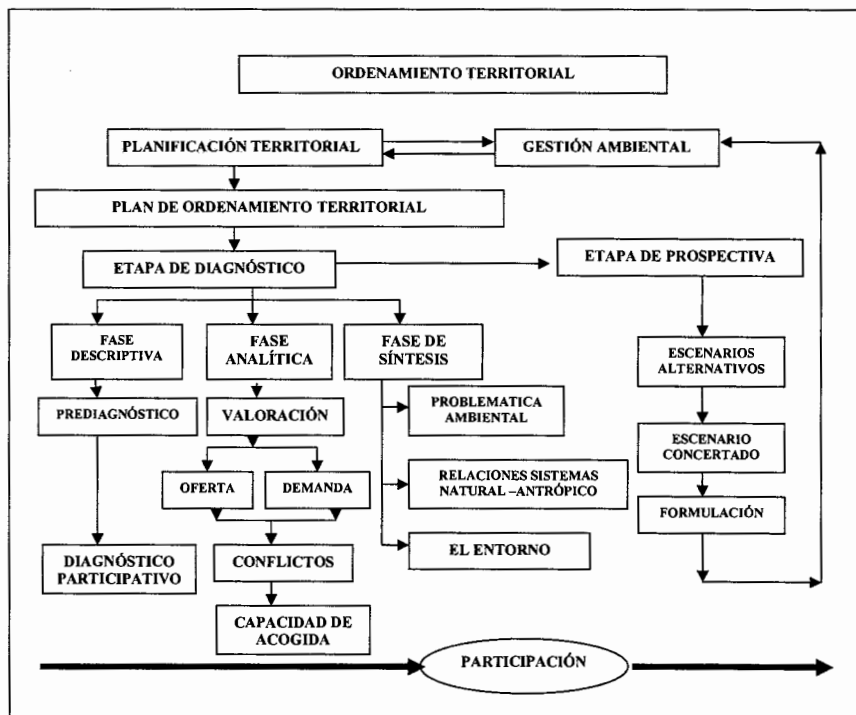 ORDENAMIENTO TERRITORIAL
PLANIFICACIÓN TERRITORIAL
GESTIÓN AMBIENTAL
PLAN DE ORDENAMIENTO TERRITORIAL
ETAPA DE DIAGNÓSTICO
ETAPA DE PROSPECTIVA
FASE
DESCRIPTIVA
FASE
ANALÍTICA
FASE DE
SÍNTESIS
ESCENARIOS
ALTERNATIVOS
PREDIAGNÓSTICO
VALORACIÓN
PROBLEMATICA
AMBIENTAL
ESCENARIO
CONCERTADO
OFERTA
DEMANDA
RELACIONES SISTEMAS
NATURAL –ANTRÓPICO
FORMULACIÓN
DIAGNÓSTICO
PARTICIPATIVO
CONFLICTOS
EL ENTORNO
CAPACIDAD DE
ACOGIDA
PARTICIPACIÓN